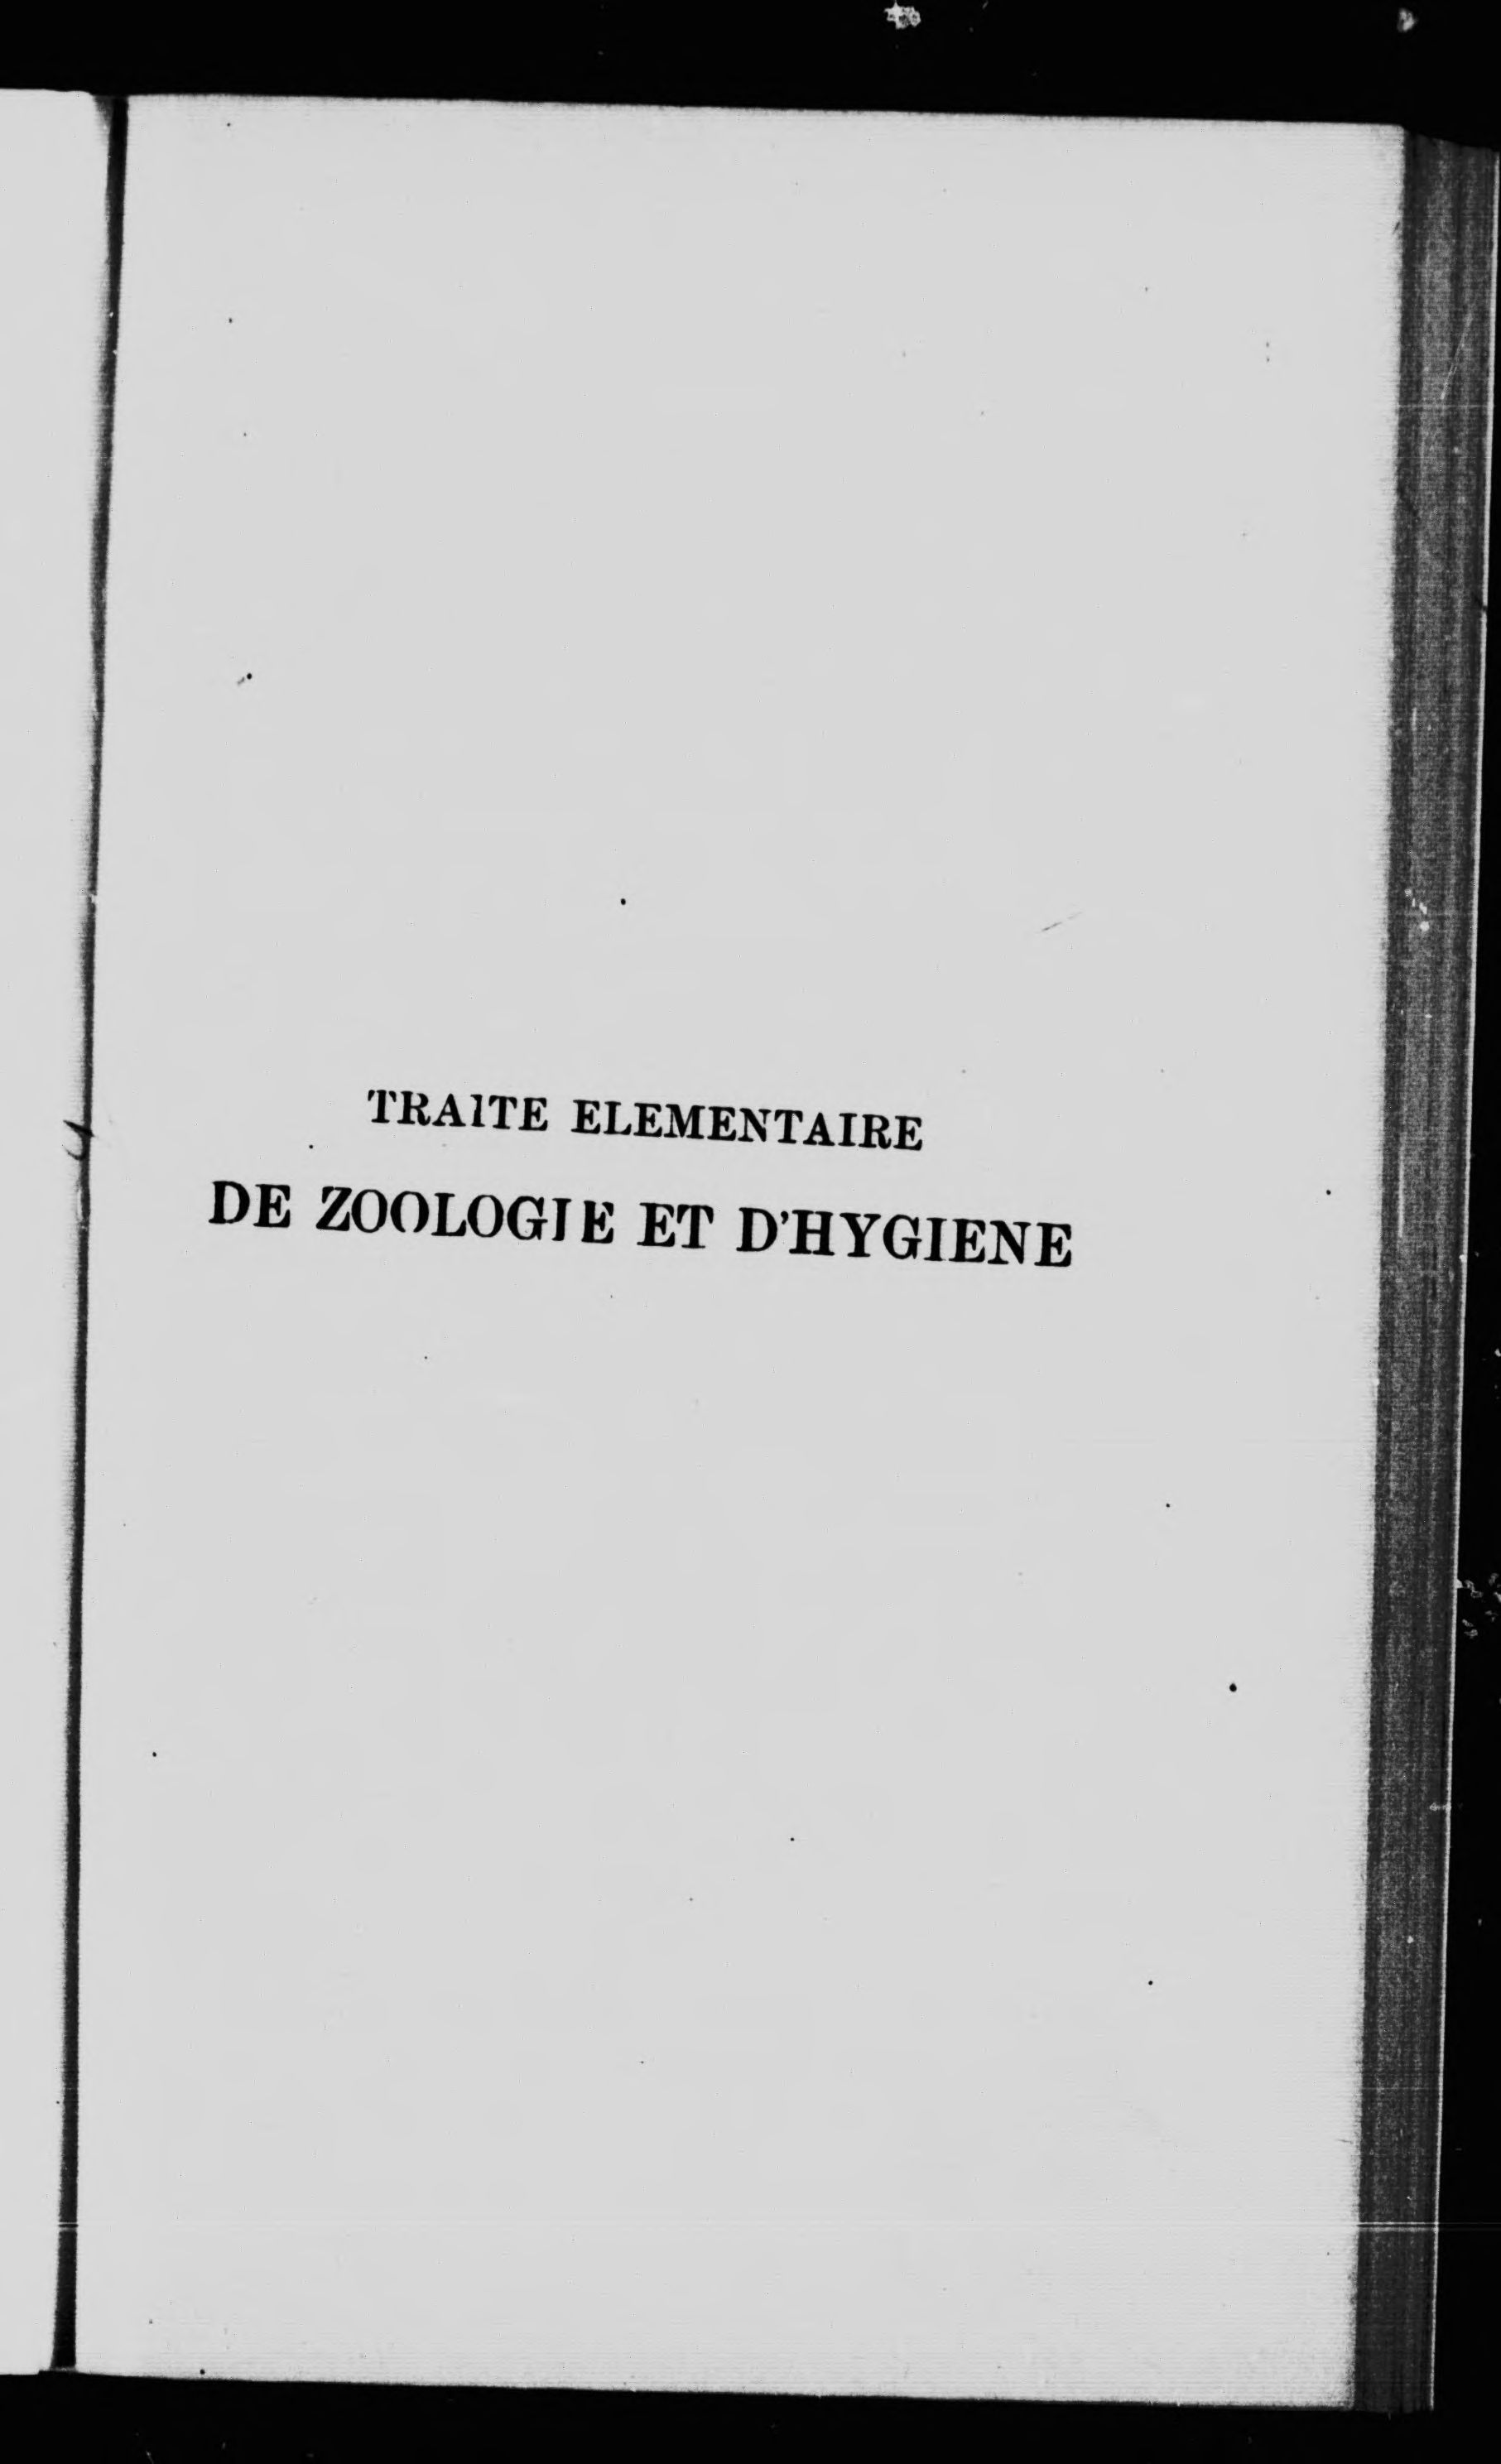 TRAITE ELEMENTAIRE
DE ZOOLOGIE ET D'HYGIENE